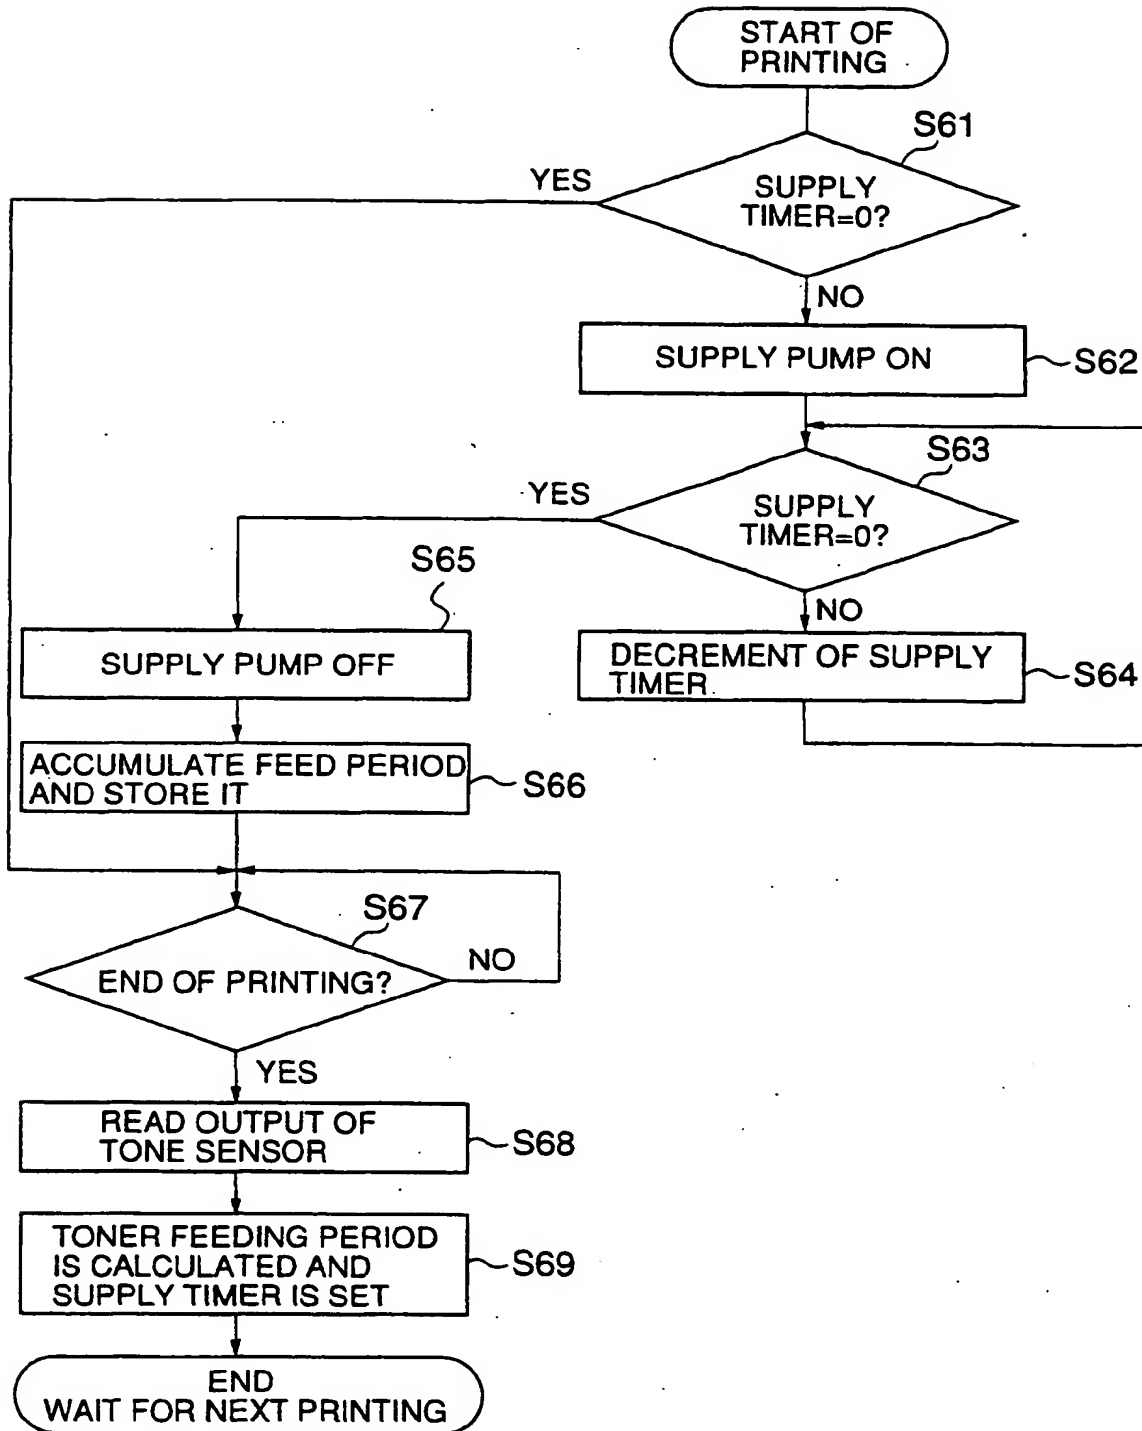 START OF
PRINTING
S61
YES
SUPPLY
TIMER=0?
NO
SUPPLY PUMP ON
S62
S63
YES
SUPPLY
TIMER=0?
S65
NO
SUPPLY PUMP OFF
DECREMENT OF SUPPLY
TIMER
S64
ACCUMULATE FEED PERIOD
AND STORE IT
S66
S67
NO
END OF PRINTING?
YES
READ OUTPUT OF
TONE SENSOR
S68
TONER FEEDING PERIOD
IS CALCULATED AND
SUPPLY TIMER IS SET
S69
END
WAIT FOR NEXT PRINTING